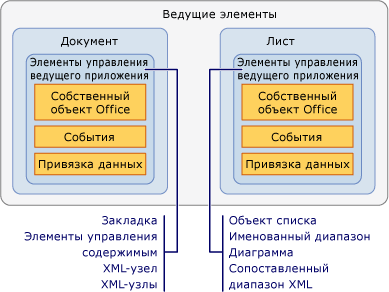 Ведущие элементы
Документ
Элементы управления
ведущего приложения
Собственный
объект Office
События
Привязка данных
Лист
Элементы управления
ведущего приложения
Собственный
объект Office
События
Привязка данных
Закладка
Элементы управления
содержимым
XML-узел
XML-узлы
Объект списка
Именованный диапазон
Диаграмма
Сопоставленный
диапазон XML